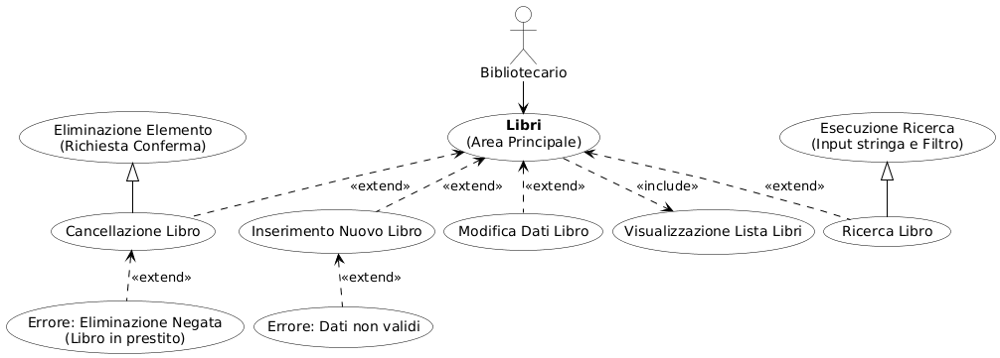 Bibliotecario
Libri
(Area Principale)
Eliminazione Elemento
(Richiesta Conferma)
Esecuzione Ricerca
(Input stringa e Filtro)
«extend»
«extend»
«extend»
«include»
«extend»
Cancellazione Libro
Inserimento Nuovo Libro
Modifica Dati Libro
Visualizzazione Lista Libri
Ricerca Libro
«extend»
«extend»
Errore: Eliminazione Negata
(Libro in prestito)
Errore: Dati non validi